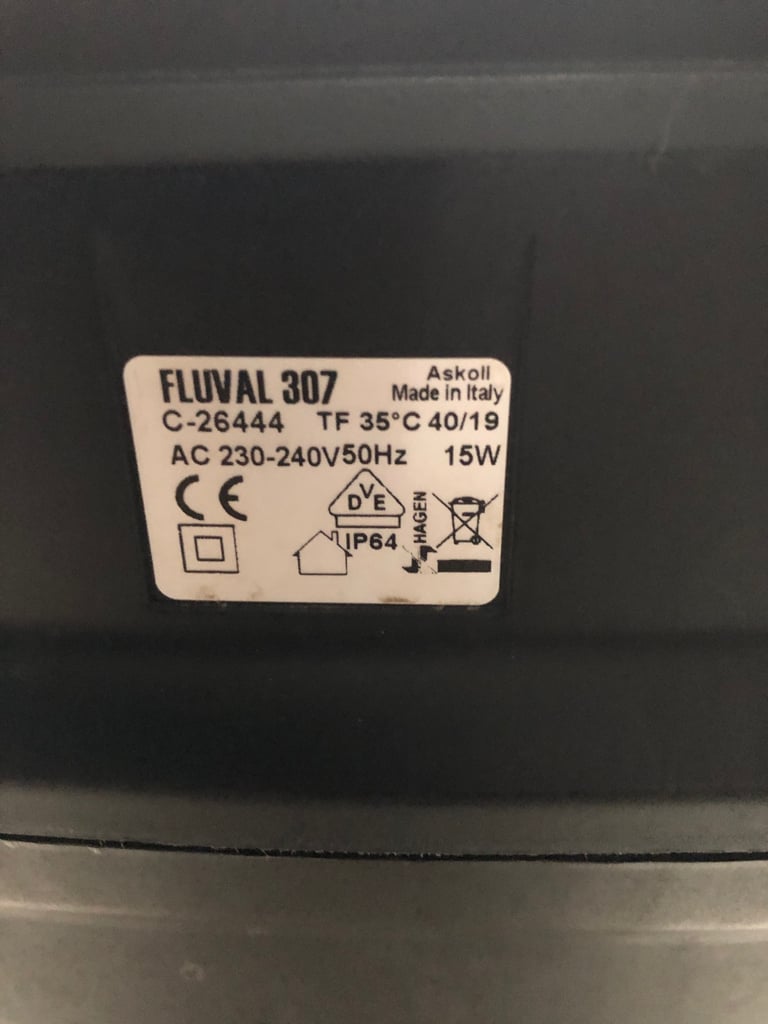 FLUVAL 307
Askoll
Made in Italy
C-26444 TF 35°C 40/19
AC 230-240V50Hz 15W
CE
DVE
IP64
HAGEN